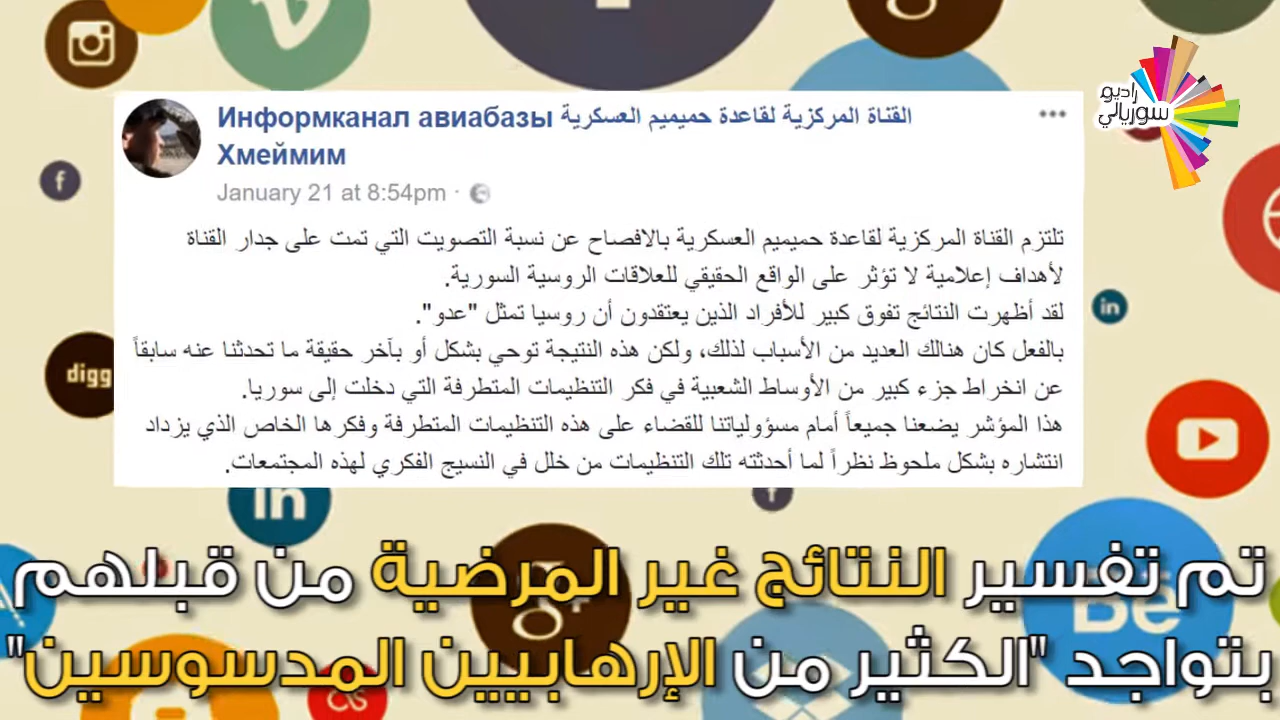 راديو
سوريالي
Информканал авиабазы القناة المركزية لقاعدة حميميم العسكرية
Хмеймим
January 21 at 8:54pm ·
تلتزم القناة المركزية لقاعدة حميميم العسكرية بالافصاح عن نسبة التصويت التي تمت على جدار القناة
لأهداف إعلامية لا تؤثر على الواقع الحقيقي للعلاقات الروسية السورية.
لقد أظهرت النتائج تفوق كبير للأفراد الذين يعتقدون أن روسيا تمثل "عدو".
بالفعل كان هنالك العديد من الأسباب لذلك، ولكن هذه النتيجة توحي بشكل أو بآخر حقيقة ما تحدثنا عنه سابقاً
عن انخراط جزء كبير من الأوساط الشعبية في فكر التنظيمات المتطرفة التي دخلت إلى سوريا.
هذا المؤشر يضعنا جميعاً أمام مسؤولياتنا للقضاء على هذه التنظيمات المتطرفة وفكرها الخاص الذي يزداد
انتشاره بشكل ملحوظ نظراً لما أحدثته تلك التنظيمات من خلل في النسيج الفكري لهذه المجتمعات.
digg
in
in
Bē
تم تفسير النتائج غير المرضية من قبلهم
بتواجد "الكثير من الإرهابيين المدسوسين"